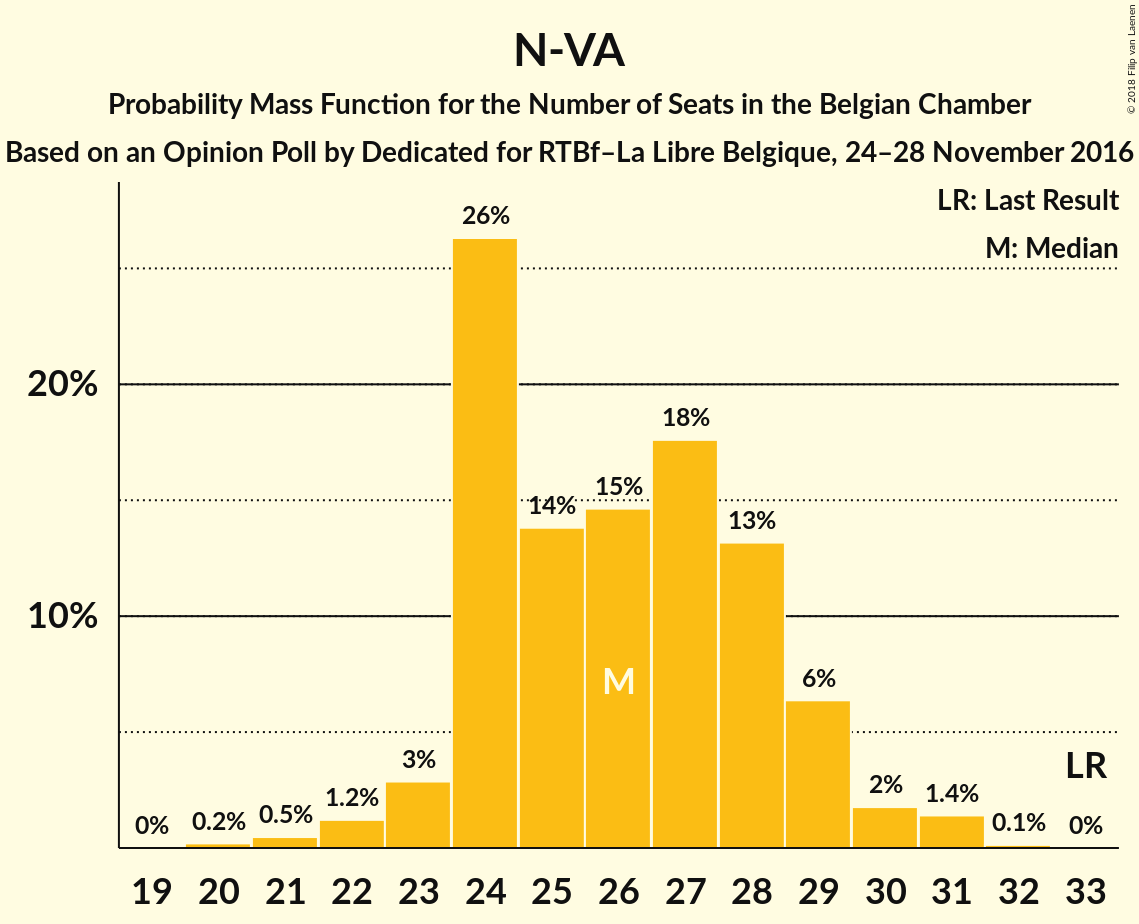 N-VA
Probability Mass Function for the Number of Seats in the Belgian Chamber
Based on an Opinion Poll by Dedicated for RTBf–La Libre Belgique, 24–28 November 2016
© 2018 Filip van Laenen
LR: Last Result
M: Median
20%
10%
0%
0.2%
0.5%
1.2%
3%
26%
14%
15%
18%
13%
6%
2%
1.4%
0.1%
0%
M
LR
19 20 21 22 23 24 25 26 27 28 29 30 31 32 33